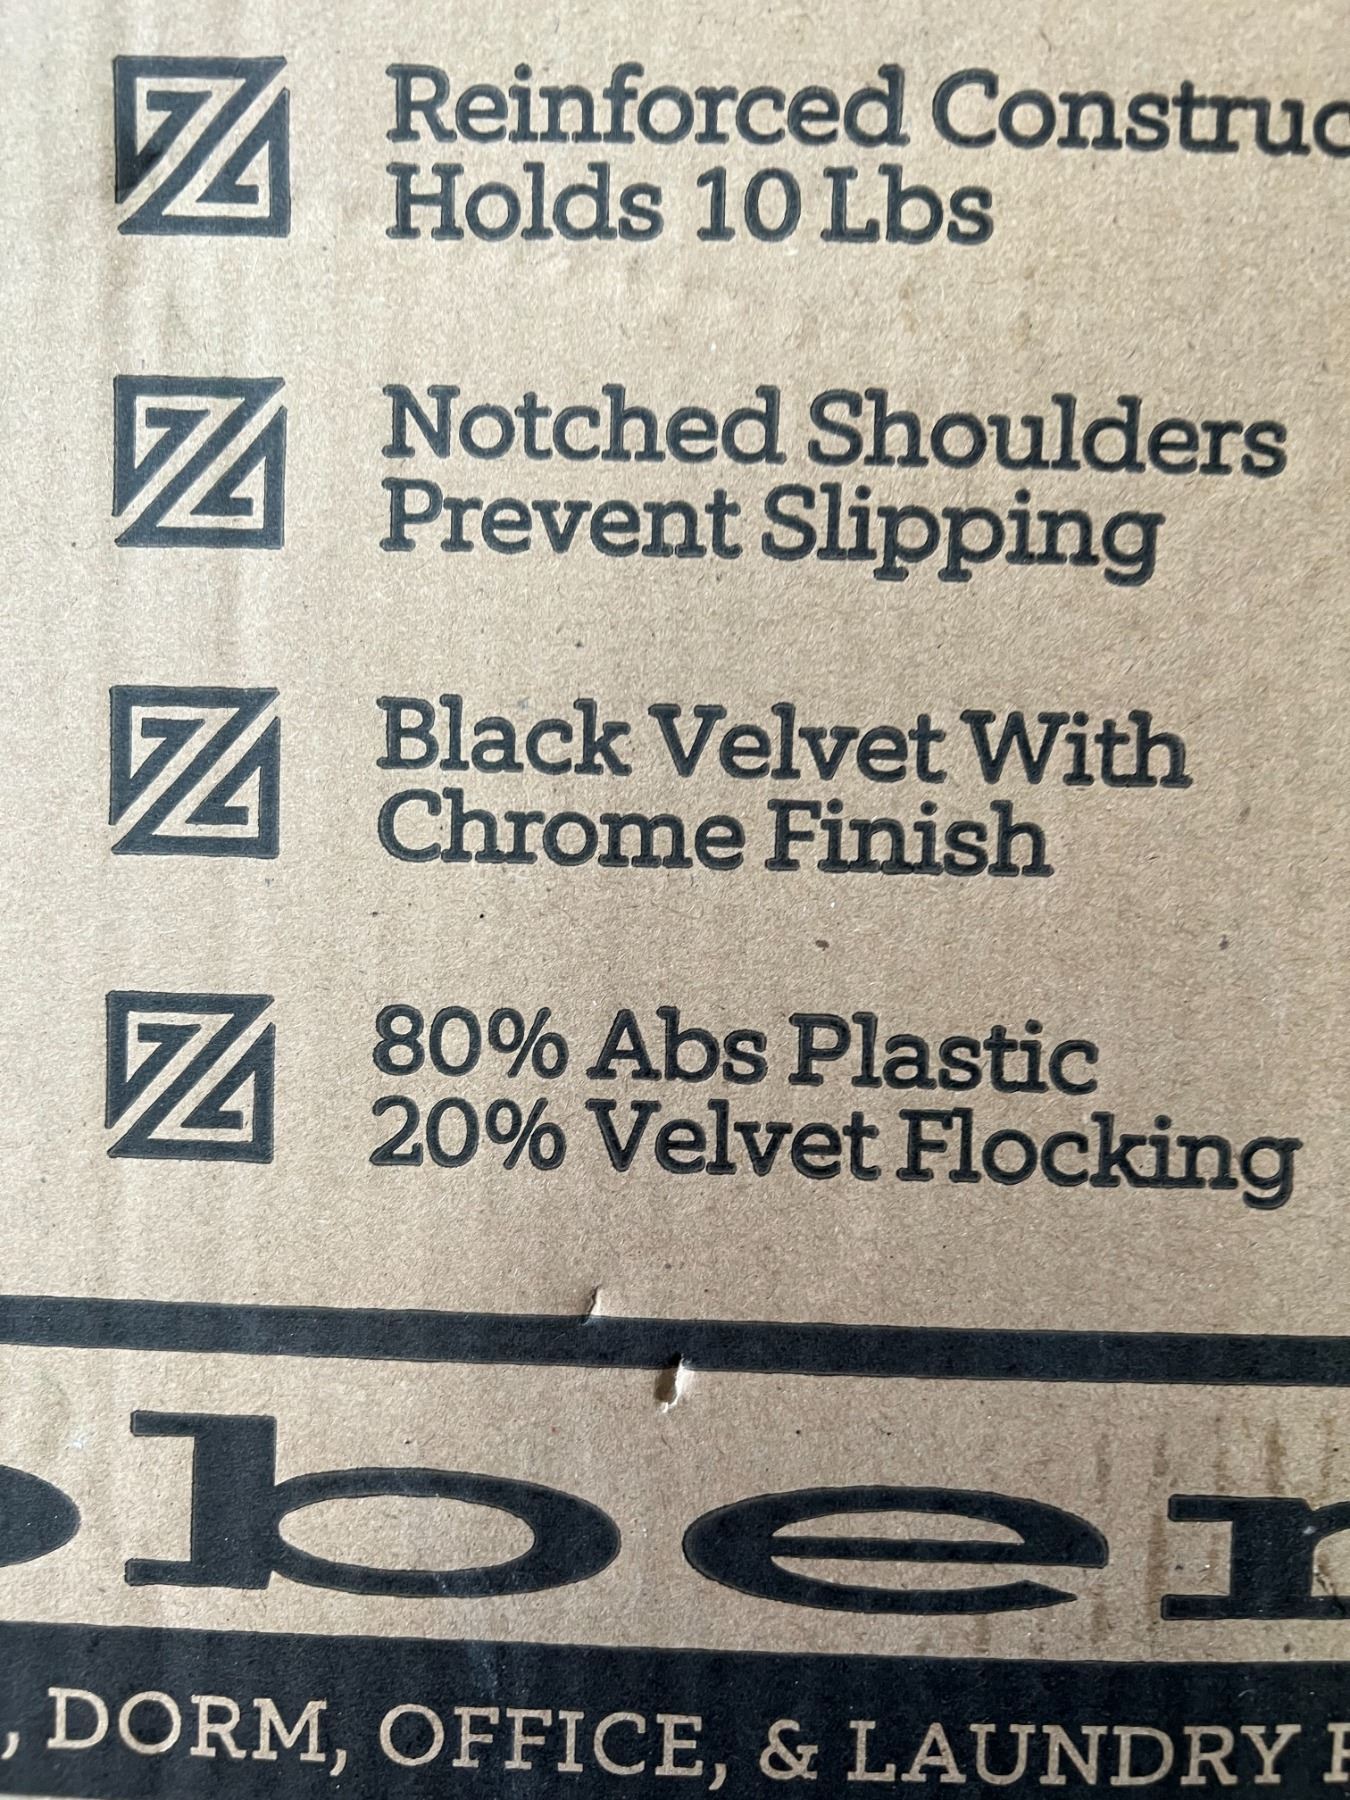 Reinforced Construc
Holds 10 Lbs
Notched Shoulders
Prevent Slipping
Black Velvet With
Chrome Finish
80% Abs Plastic
20% Velvet Flocking
ber
, DORM, OFFICE, & LAUNDRY